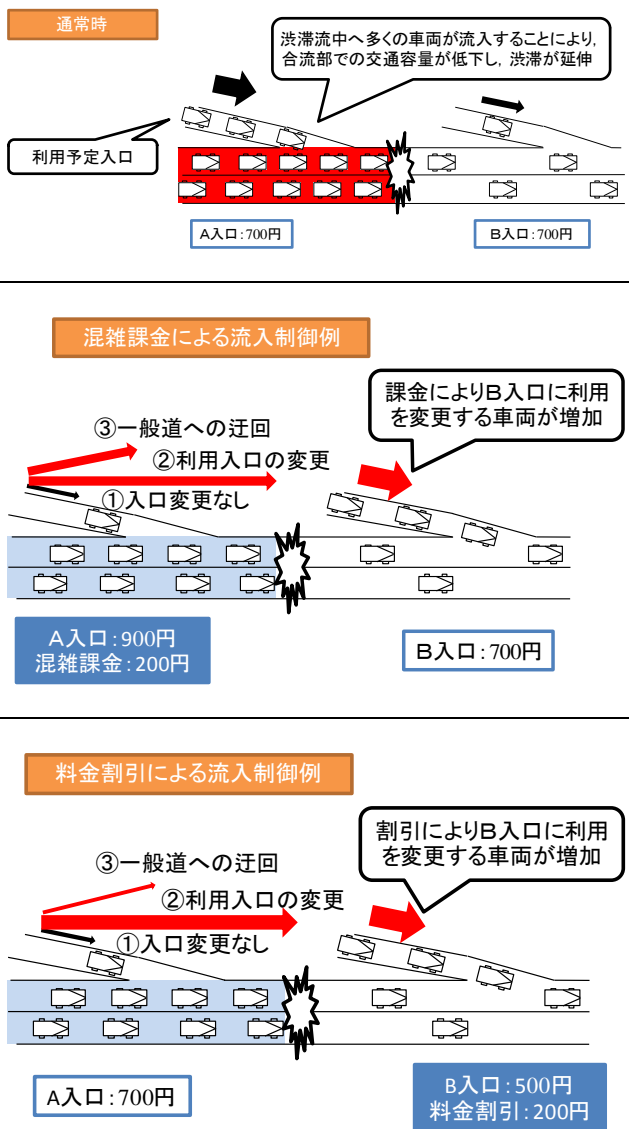 通常時
渋滞流中へ多くの車両が流入することにより，
合流部での交通容量が低下し，渋滞が延伸
利用予定入口
A入口：700円
B入口：700円
混雑課金による流入制御例
課金によりB入口に利用
を変更する車両が増加
③一般道への迂回
②利用入口の変更
①入口変更なし
A入口：900円
混雑課金：200円
B入口：700円
料金割引による流入制御例
割引によりB入口に利用
を変更する車両が増加
③一般道への迂回
②利用入口の変更
①入口変更なし
A入口：700円
B入口：500円
料金割引：200円